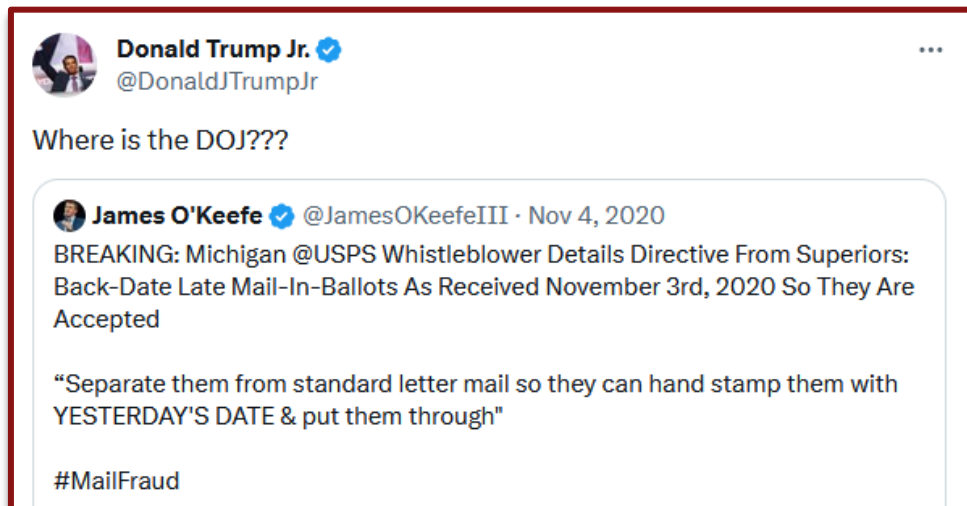 Donald Trump Jr.
@DonaldJTrumpJr
Where is the DOJ???
James O'Keefe @JamesOKeefeIII · Nov 4, 2020
BREAKING: Michigan @USPS Whistleblower Details Directive From Superiors:
Back-Date Late Mail-In-Ballots As Received November 3rd, 2020 So They Are
Accepted
“Separate them from standard letter mail so they can hand stamp them with
YESTERDAY'S DATE & put them through"
#MailFraud